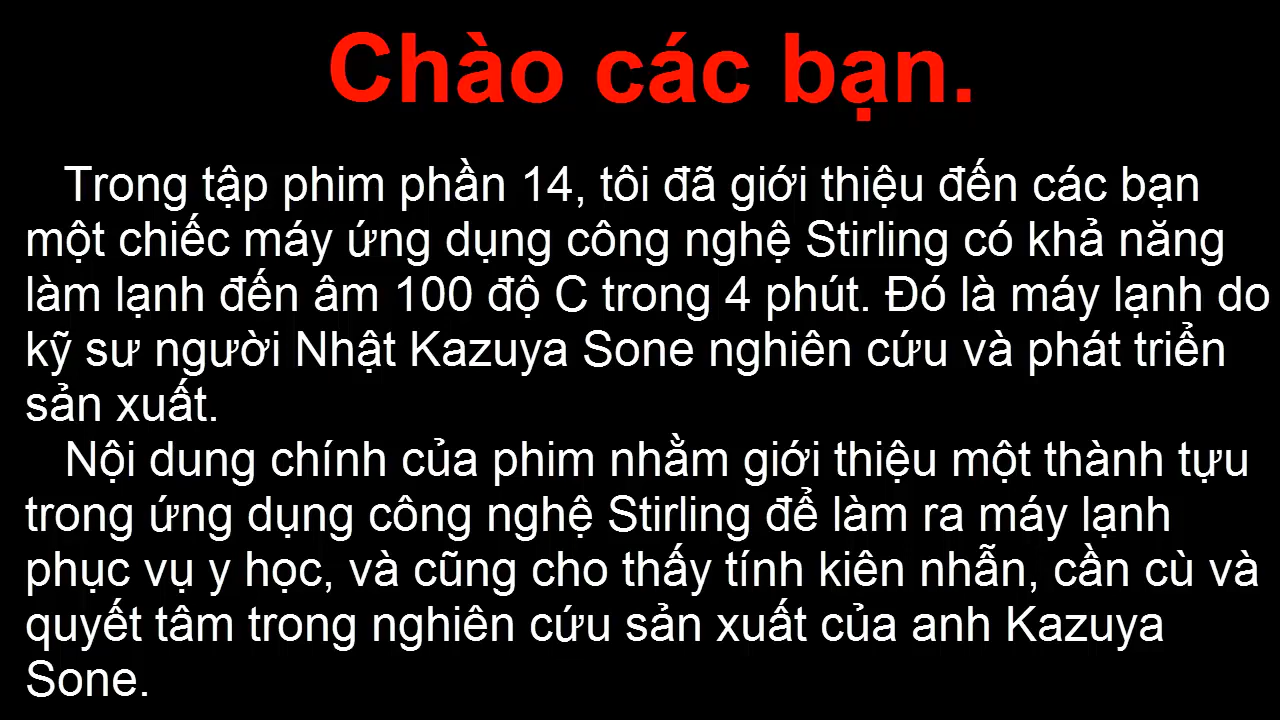 Chào các bạn.
Trong tập phim phần 14, tôi đã giới thiệu đến các bạn
một chiếc máy ứng dụng công nghệ Stirling có khả năng
làm lạnh đến âm 100 độ C trong 4 phút. Đó là máy lạnh do
kỹ sư người Nhật Kazuya Sone nghiên cứu và phát triển
sản xuất.
Nội dung chính của phim nhằm giới thiệu một thành tựu
trong ứng dụng công nghệ Stirling để làm ra máy lạnh
phục vụ y học, và cũng cho thấy tính kiên nhẫn, cần cù và
quyết tâm trong nghiên cứu sản xuất của anh Kazuya
Sone.